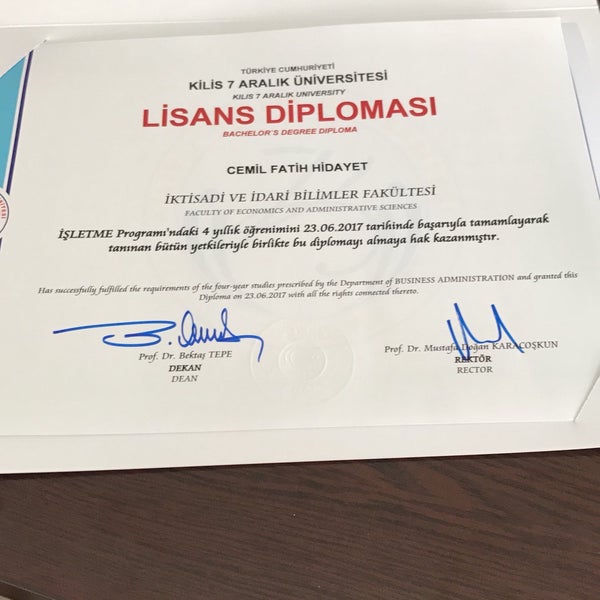 TÜRKİYE CUMHURİYETİ
KİLİS 7 ARALIK ÜNİVERSİTESİ
KILIS 7 ARALIK UNIVERSITY
LİSANS DİPLOMASI
BACHELOR'S DEGREE DIPLOMA
CEMİL FATİH HİDAYET
İKTİSADİ VE İDARİ BİLİMLER FAKÜLTESİ
FACULTY OF ECONOMICS AND ADMINISTRATIVE SCIENCES
İŞLETME Programı'ndaki 4 yıllık öğrenimini 23.06.2017 tarihinde başarıyla tamamlayarak
tanınan bütün yetkileriyle birlikte bu diplomayı almaya hak kazanmıştır.
Has successfully fulfilled the requirements of the four-year studies prescribed by the Department of BUSINESS ADMINISTRATION and granted this
Diploma on 23.06.2017 with all the rights connected thereto.
Prof. Dr. Bektaş TEPE
DEKAN
DEAN
Prof. Dr. Mustafa Doğan KARACOŞKUN
REKTÖR
RECTOR